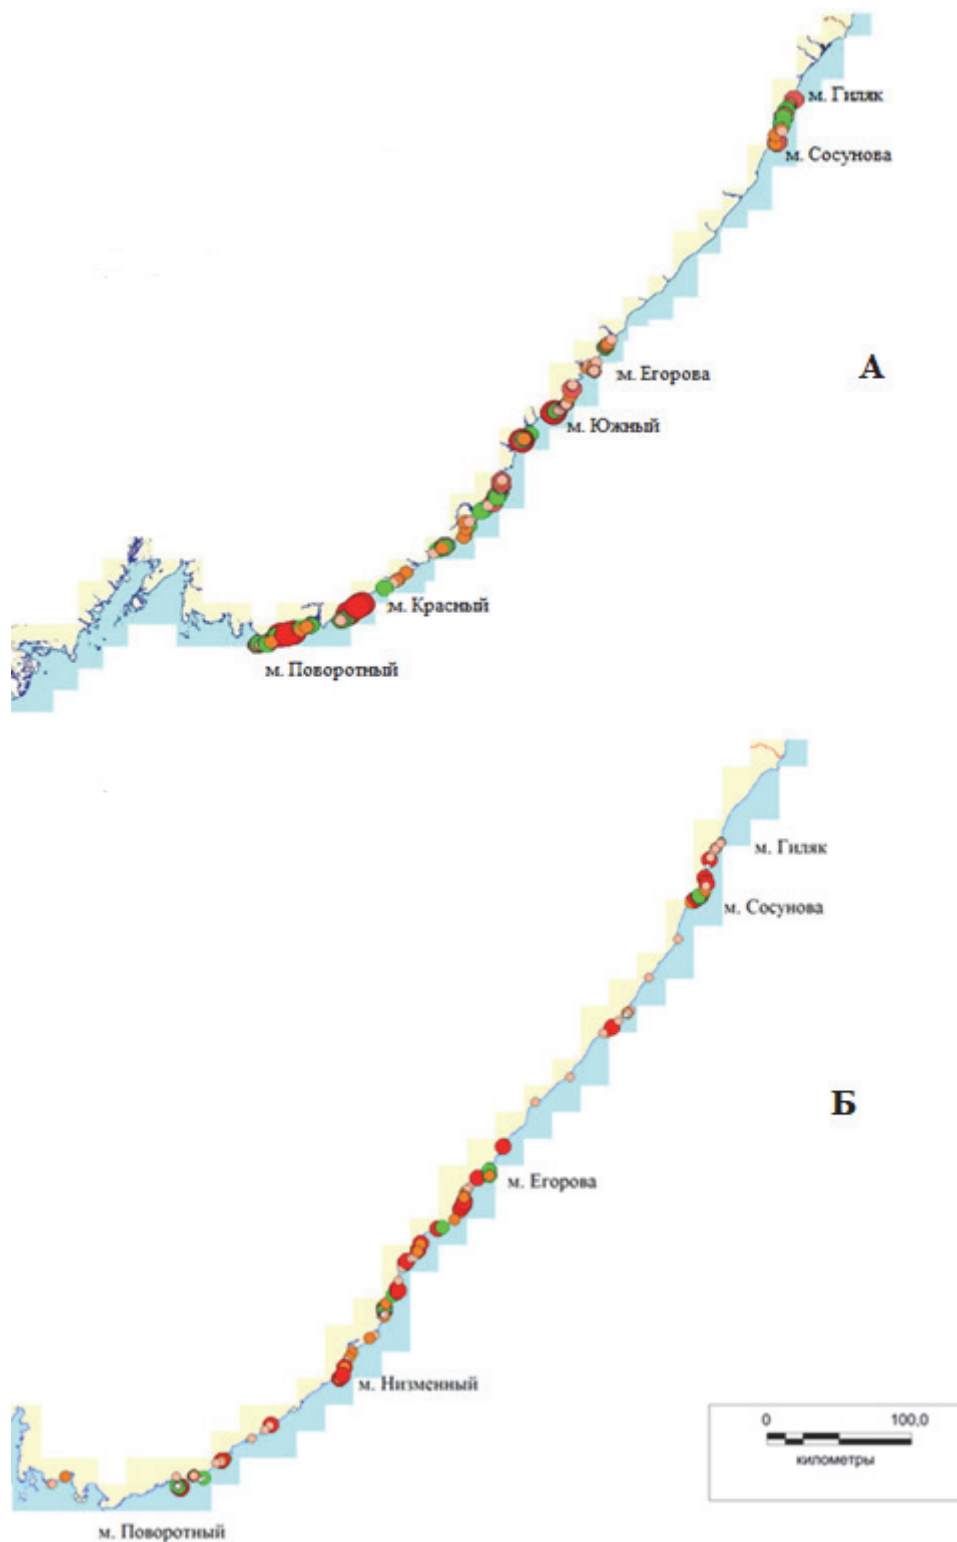 м. Гиляк
м. Сосунова
м. Егорова
А
м. Южный
м. Красный
м. Поворотный
м. Гиляк
м. Сосунова
Б
м. Егорова
м. Низменный
0 100,0
километры
м. Поворотный